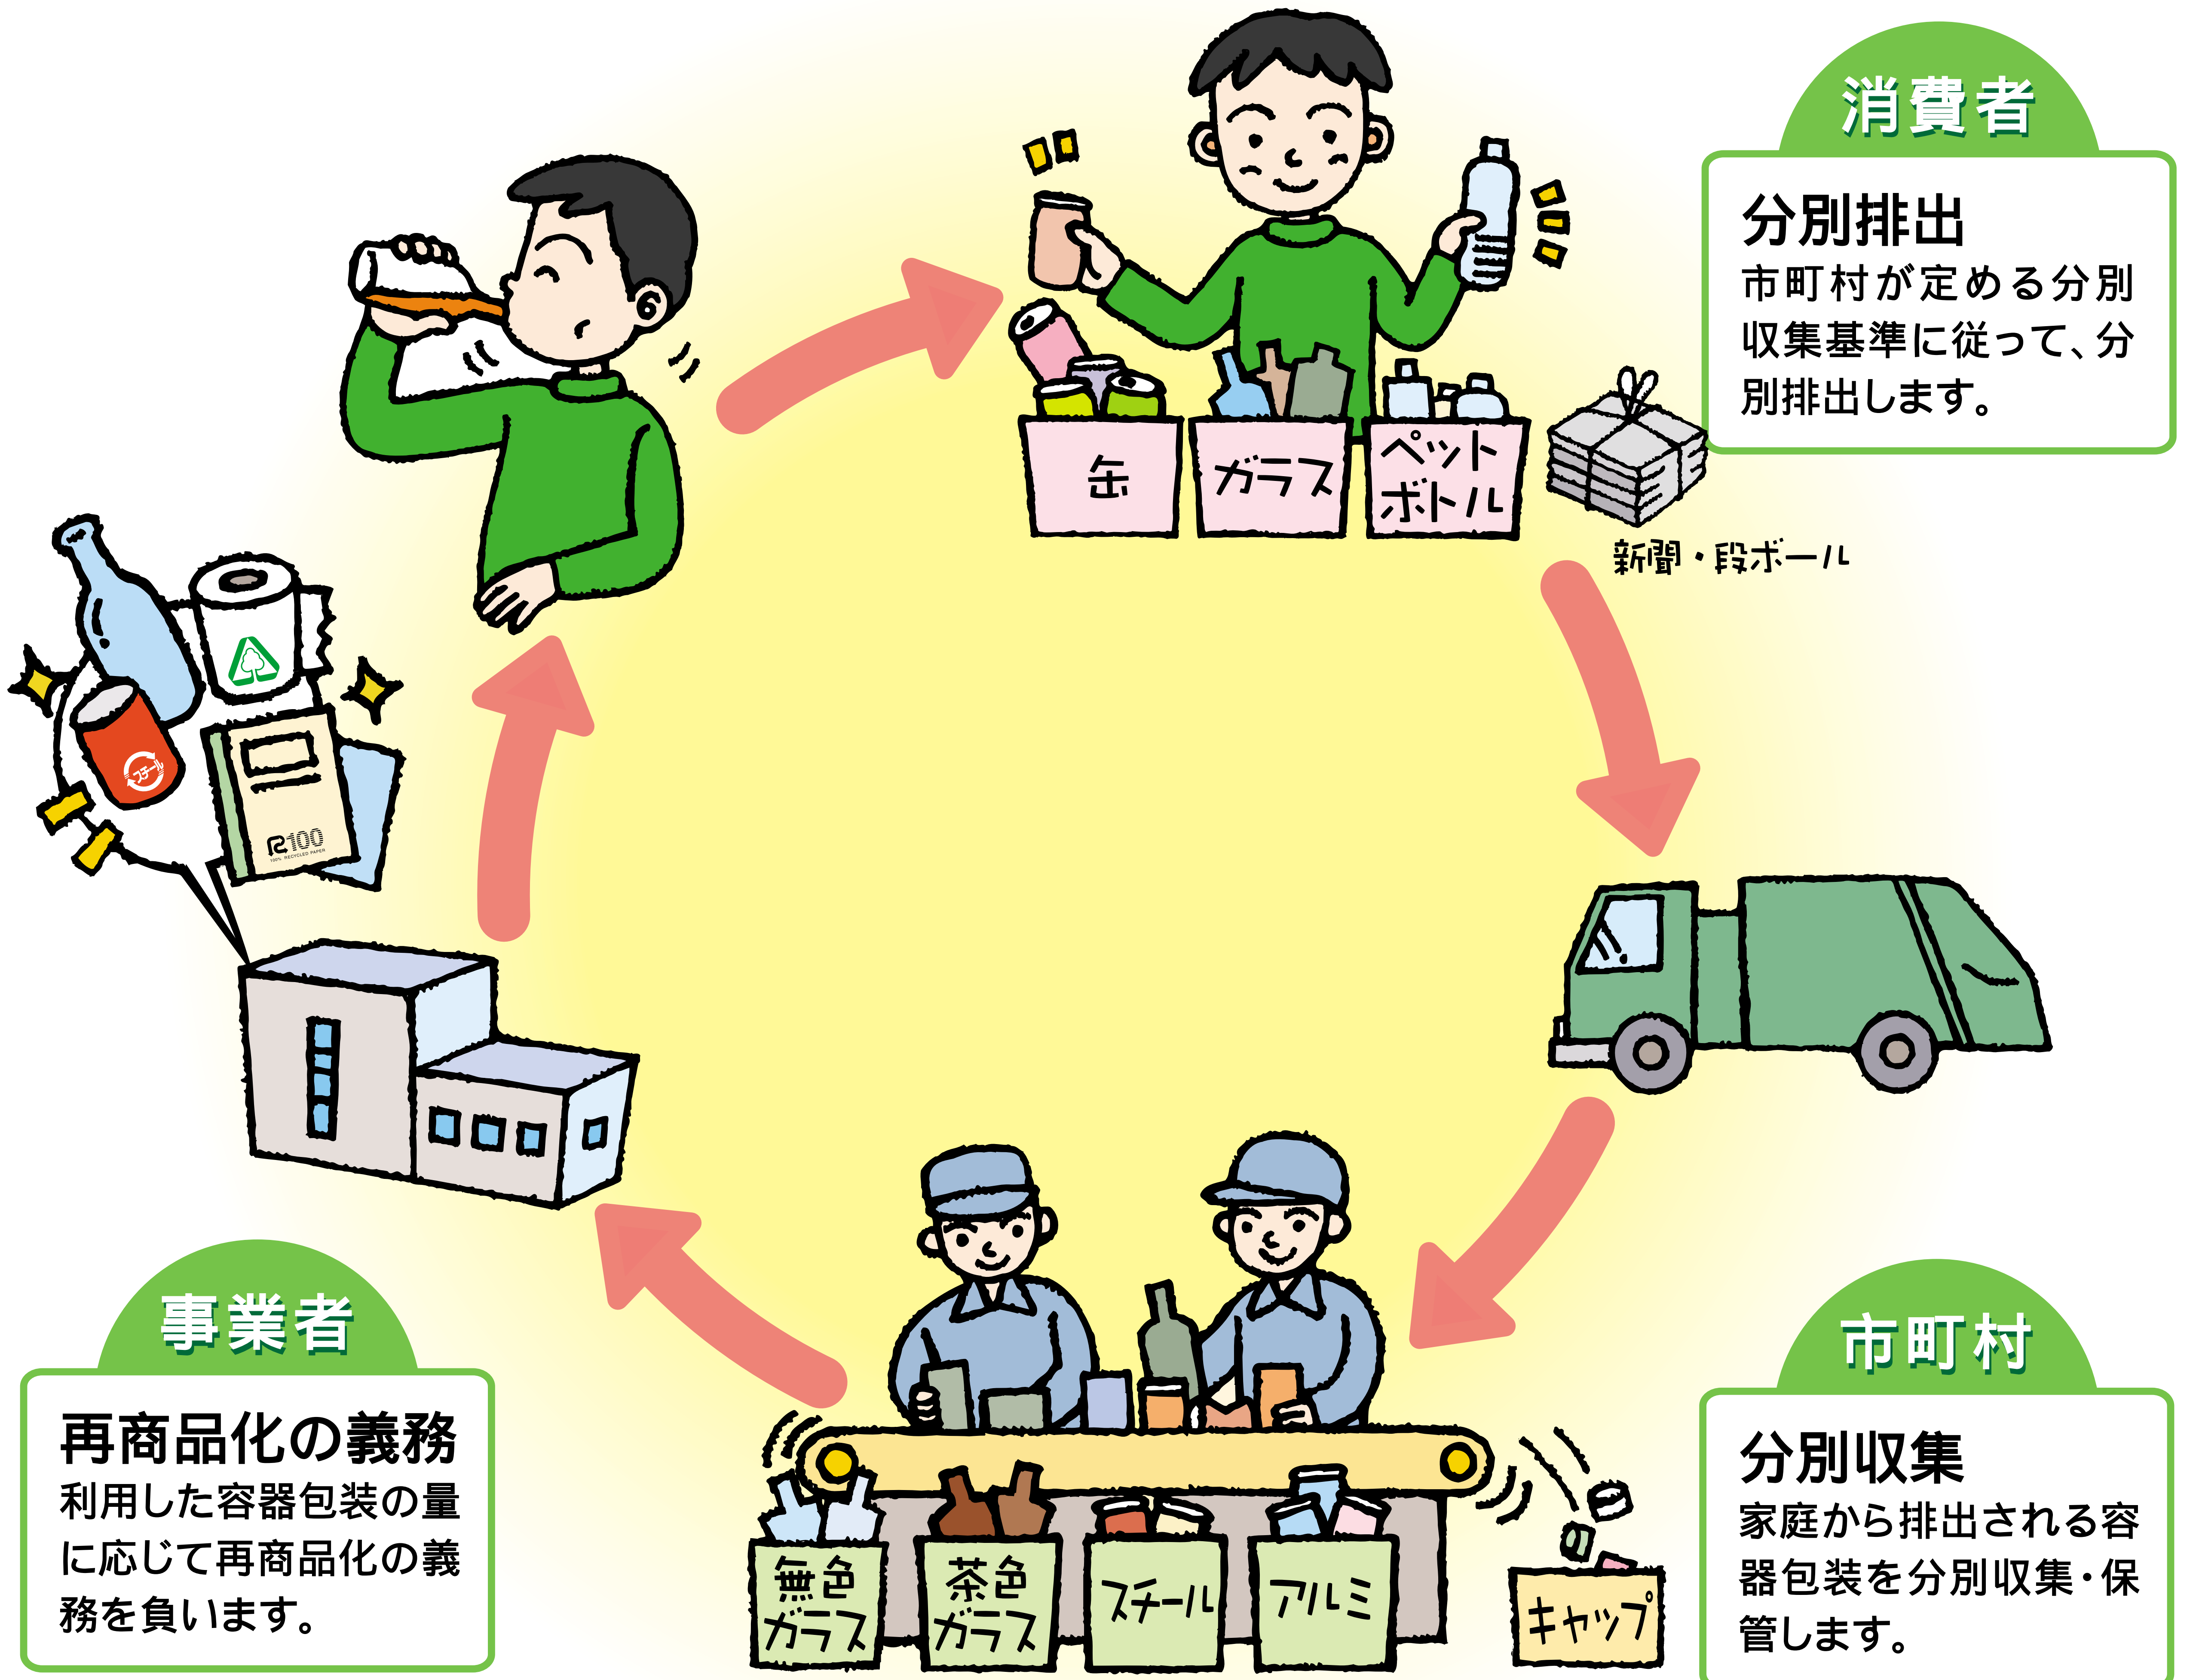 消費者
分別排出
市町村が定める分別
収集基準に従って、分
別排出します。
缶
ガラス
ペット
ボトル
新聞・段ボール
スチール
R100
100% RECYCLED PAPER
事業者
再商品化の義務
利用した容器包装の量
に応じて再商品化の義
務を負います。
無色
ガラス
茶色
ガラス
スチール
アルミ
キャップ
市町村
分別収集
家庭から排出される容
器包装を分別収集・保
管します。